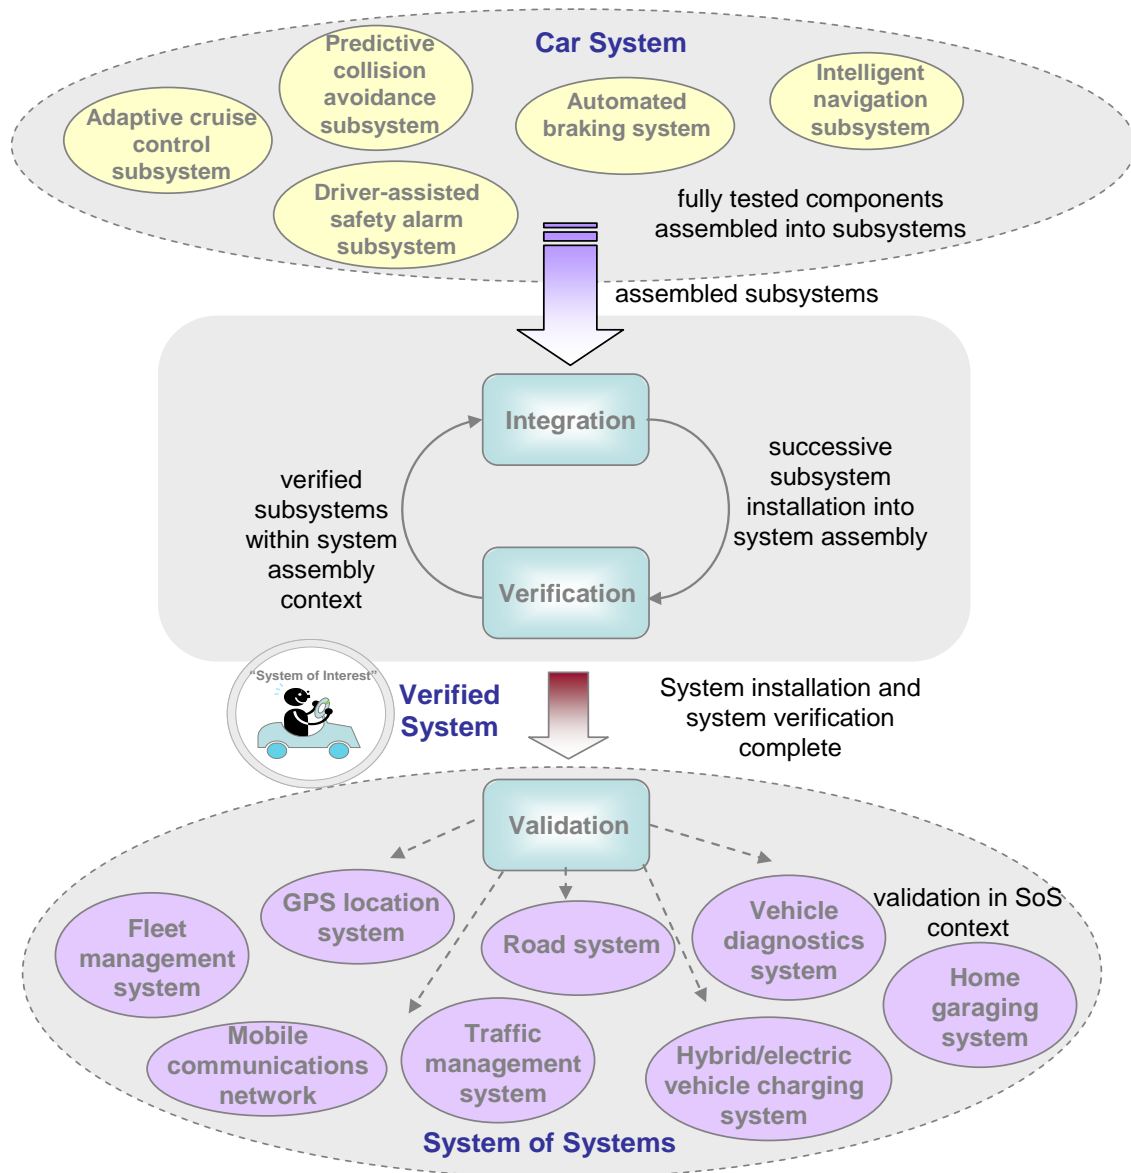 Car System
Predictive
collision
avoidance
subsystem
Intelligent
navigation
subsystem
Adaptive cruise
control
subsystem
Automated
braking system
Driver-assisted
safety alarm
subsystem
fully tested components
assembled into subsystems
assembled subsystems
Integration
successive
subsystem
installation into
system assembly
verified
subsystems
within system
assembly
context
Verification
"System of Interest"
Verified
System
System installation and
system verification
complete
Validation
GPS location
system
Fleet
management
system
Road system
Vehicle
diagnostics
system
validation in SoS
context
Home
garaging
system
Mobile
communications
network
Traffic
management
system
Hybrid/electric
vehicle charging
system
System of Systems